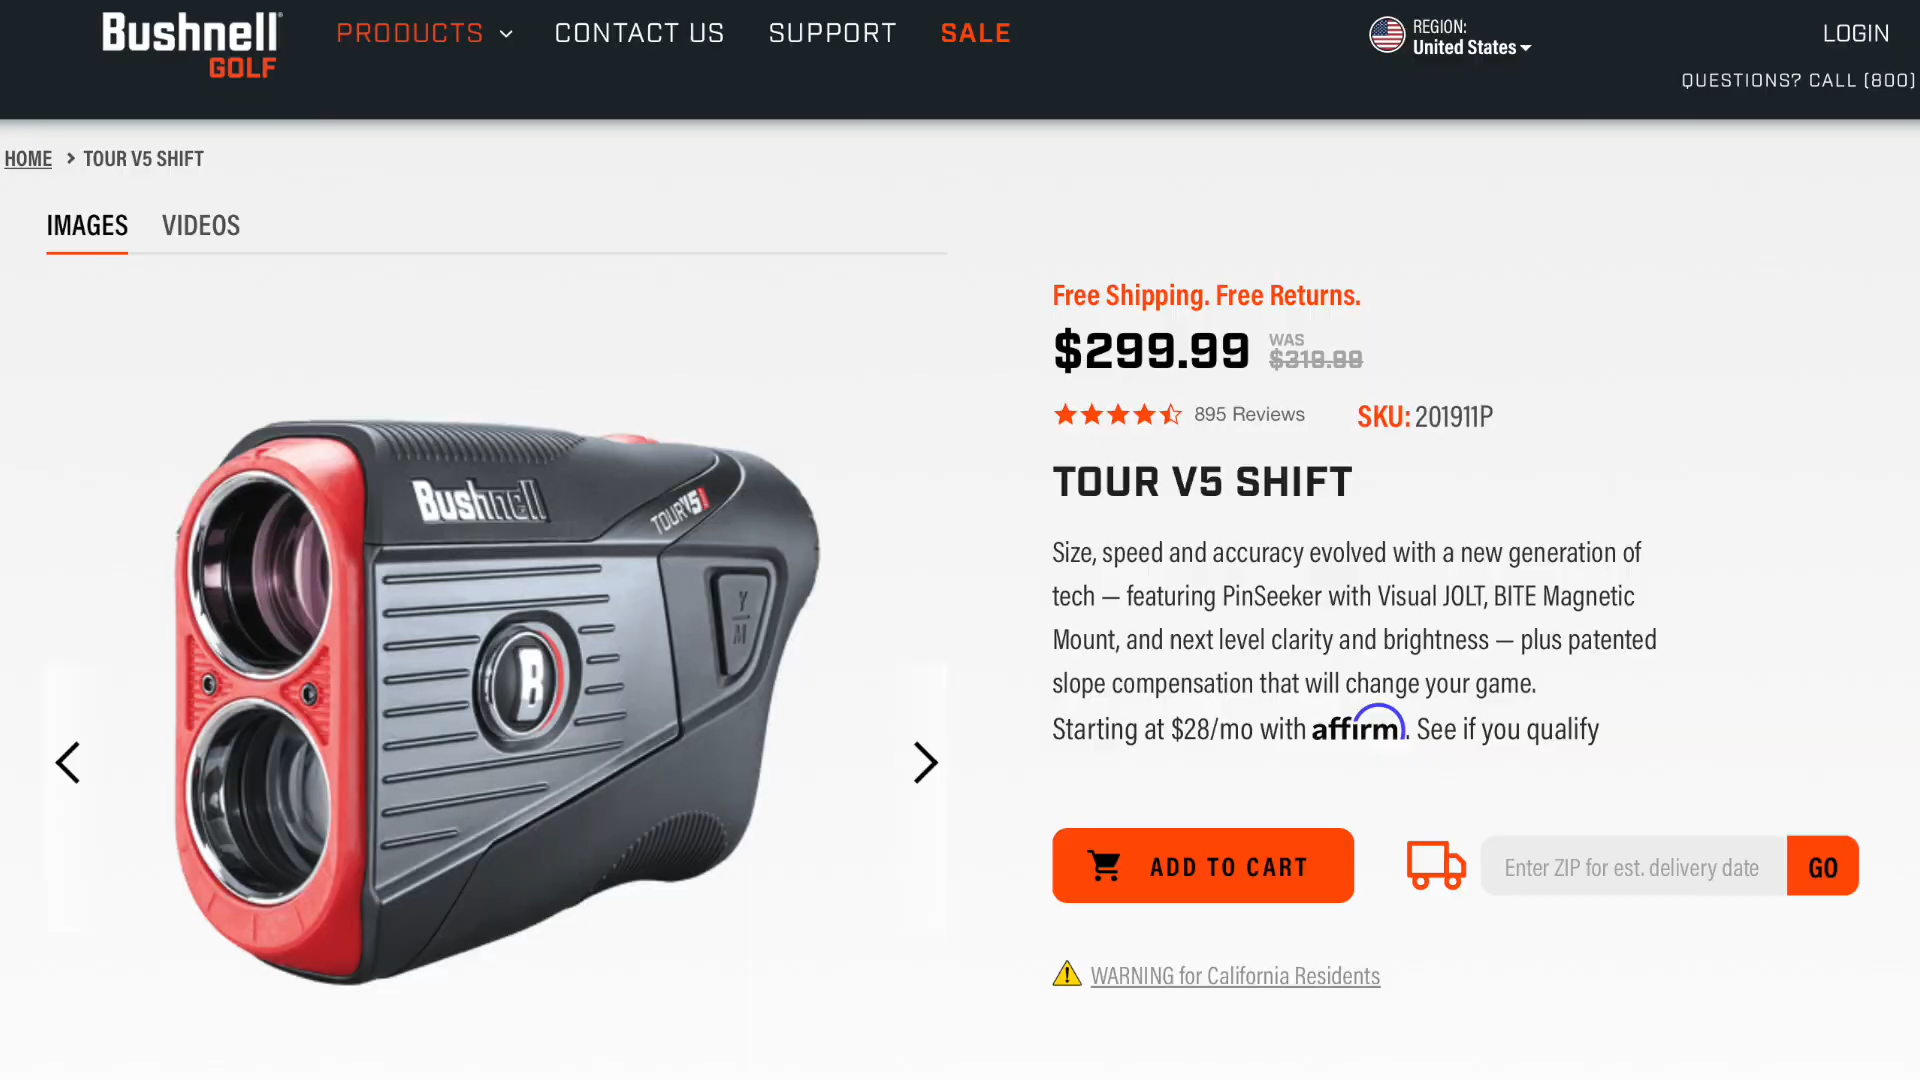 Bushnell
GOLF
PRODUCTS
CONTACT US
SUPPORT
SALE
REGION:
United States
LOGIN
QUESTIONS? CALL (800)
HOME > TOUR V5 SHIFT
IMAGES
VIDEOS
Free Shipping. Free Returns.
$299.99
WAS
895 Reviews
SKU: 201911P
TOUR V5 SHIFT
Size, speed and accuracy evolved with a new generation of
tech — featuring PinSeeker with Visual JOLT, BITE Magnetic
Mount, and next level clarity and brightness — plus patented
slope compensation that will change your game.
Starting at $28/mo with affirm. See if you qualify
ADD TO CART
Enter ZIP for est. delivery date
GO
WARNING for California Residents
Bushnell
TOUR V5
B
Y
M